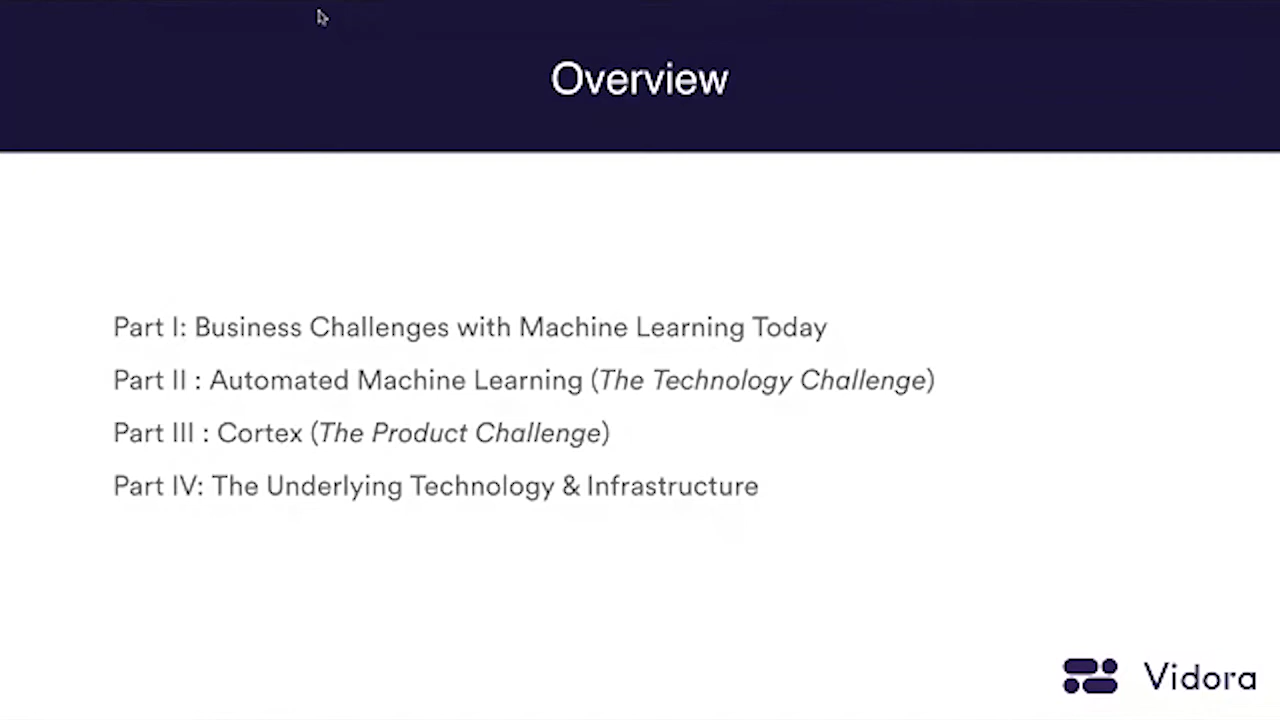 Overview
Part I: Business Challenges with Machine Learning Today
Part II : Automated Machine Learning (The Technology Challenge)
Part III : Cortex (The Product Challenge)
Part IV: The Underlying Technology & Infrastructure
Vidora